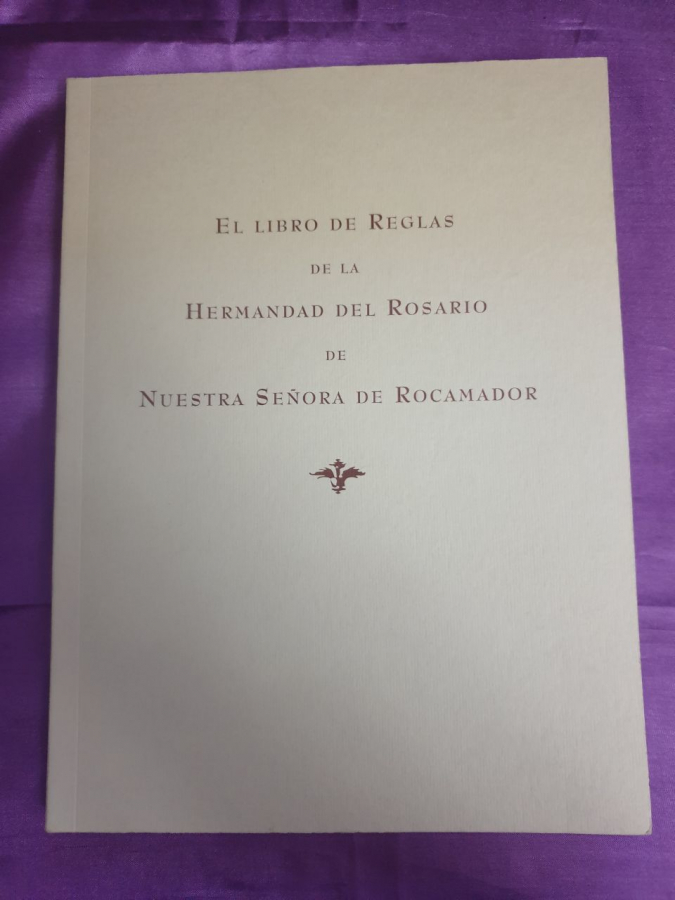 El libro de Reglas
de la
Hermandad del Rosario
de
Nuestra Señora de Rocamador